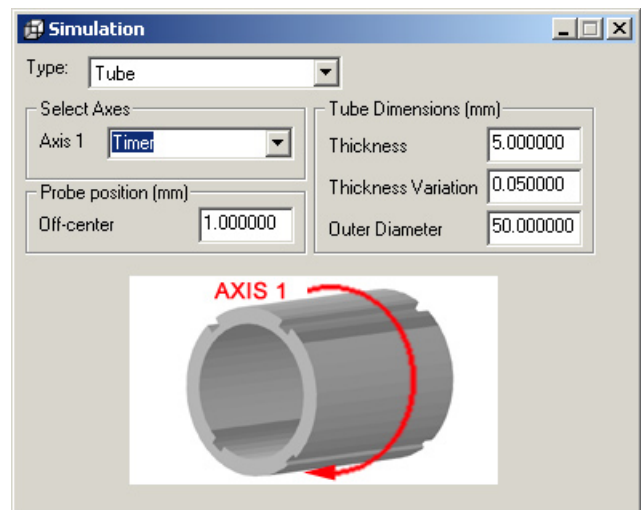 Simulation
Type: Tube
Select Axes
Axis 1 Timer
Probe position (mm)
Off-center 1.000000
Tube Dimensions (mm)
Thickness 5.000000
Thickness Variation 0.050000
Outer Diameter 50.000000
AXIS 1